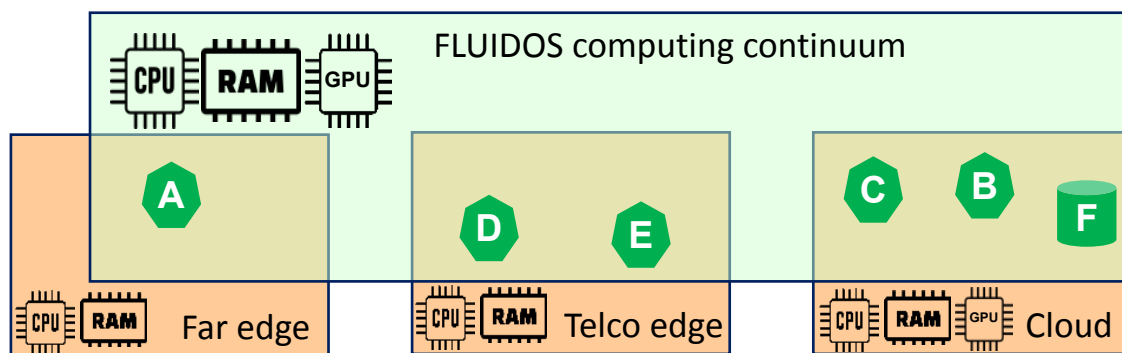 FLUIDOS computing continuum
CPU RAM GPU
A
D
E
C
B
F
CPU RAM Far edge
CPU RAM Telco edge
CPU RAM GPU Cloud